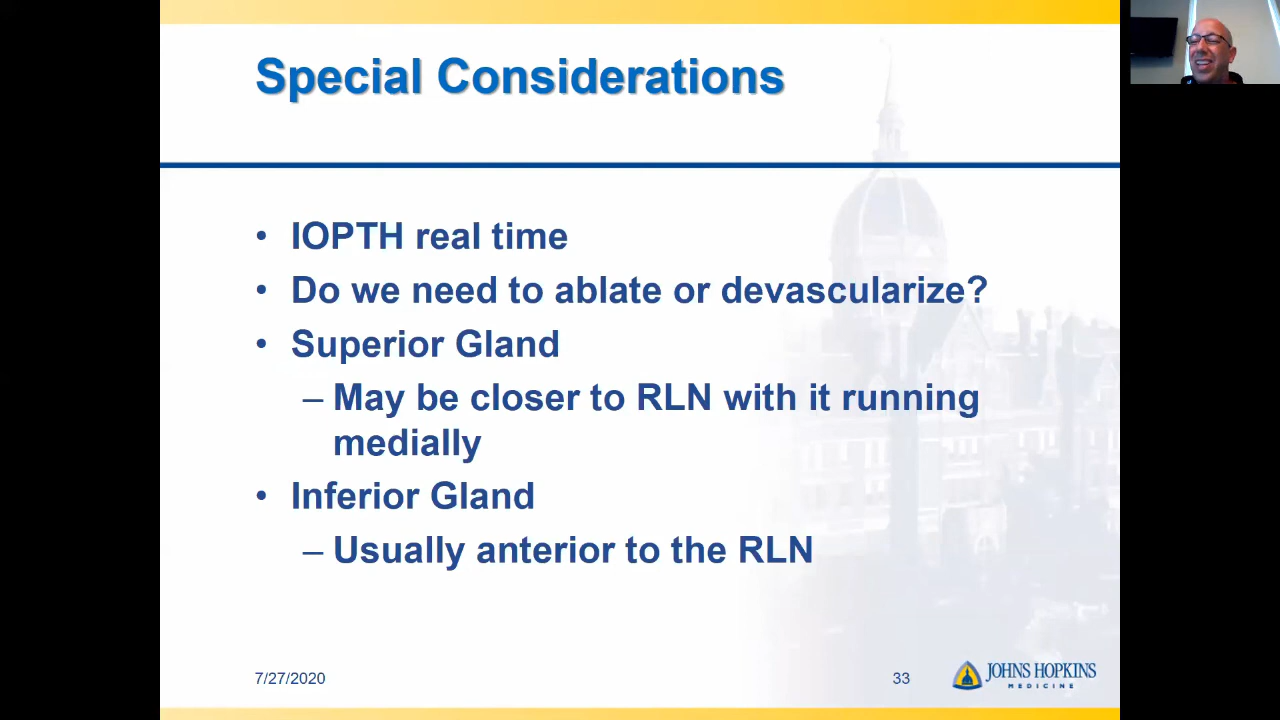 Special Considerations
• IOPTH real time
• Do we need to ablate or devascularize?
• Superior Gland
– May be closer to RLN with it running
medially
• Inferior Gland
– Usually anterior to the RLN
7/27/2020
33
JOHNS HOPKINS
MEDICINE